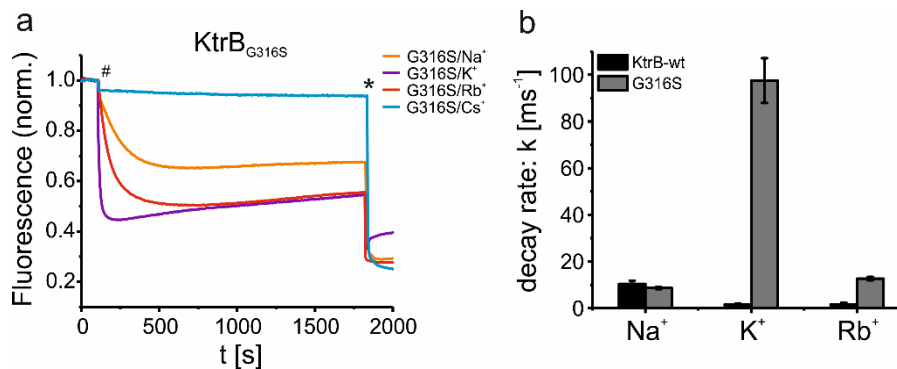 a
KtrB_G316S
G316S/Na⁺
G316S/K⁺
G316S/Rb⁺
G316S/Cs⁺
#
*
1.0
0.8
0.6
0.4
0.2
Fluorescence (norm.)
0
500
1000
1500
2000
t [s]
b
KtrB-wt
G316S
100
80
60
40
20
0
decay rate: k [ms⁻¹]
Na⁺ K⁺ Rb⁺